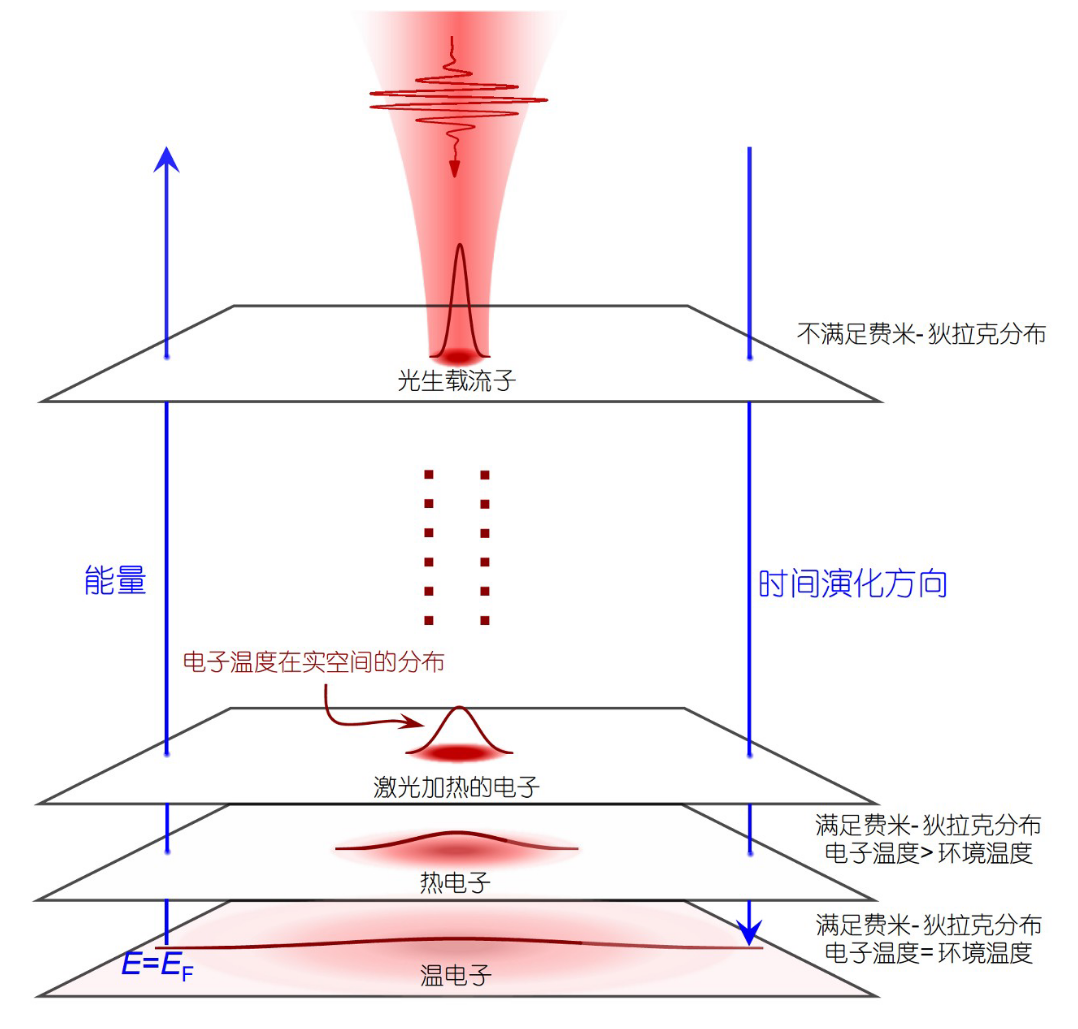 不满足费米-狄拉克分布
光生载流子
能量
时间演化方向
电子温度在实空间的分布
激光加热的电子
满足费米-狄拉克分布
电子温度>环境温度
热电子
满足费米-狄拉克分布
电子温度=环境温度
E=EF
温电子